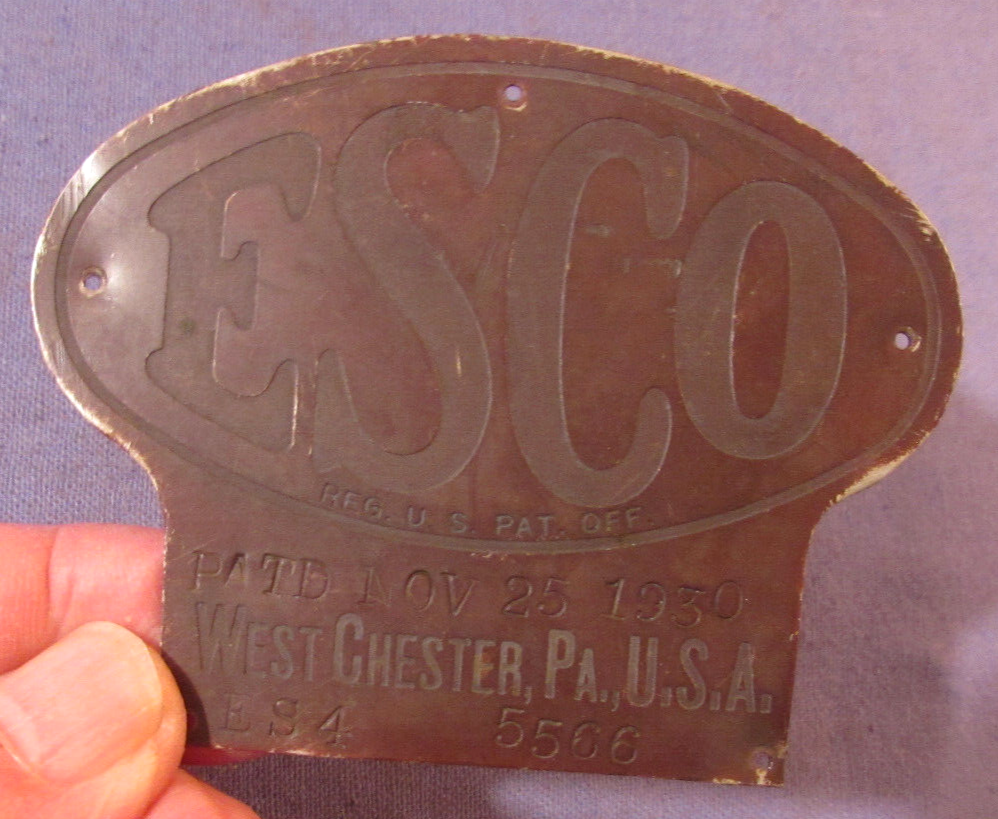 ESCO
REG. U. S. PAT. OFF.
PATD NOV 25 1930
WEST CHESTER, PA., U.S.A.
ES4 5566